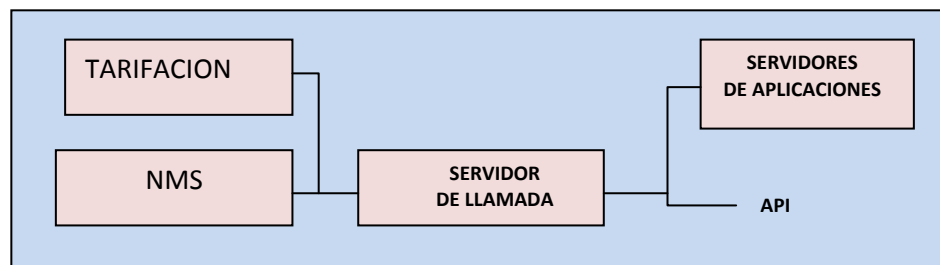 TARIFACION
NMS
SERVIDOR
DE LLAMADA
SERVIDORES
DE APLICACIONES
API